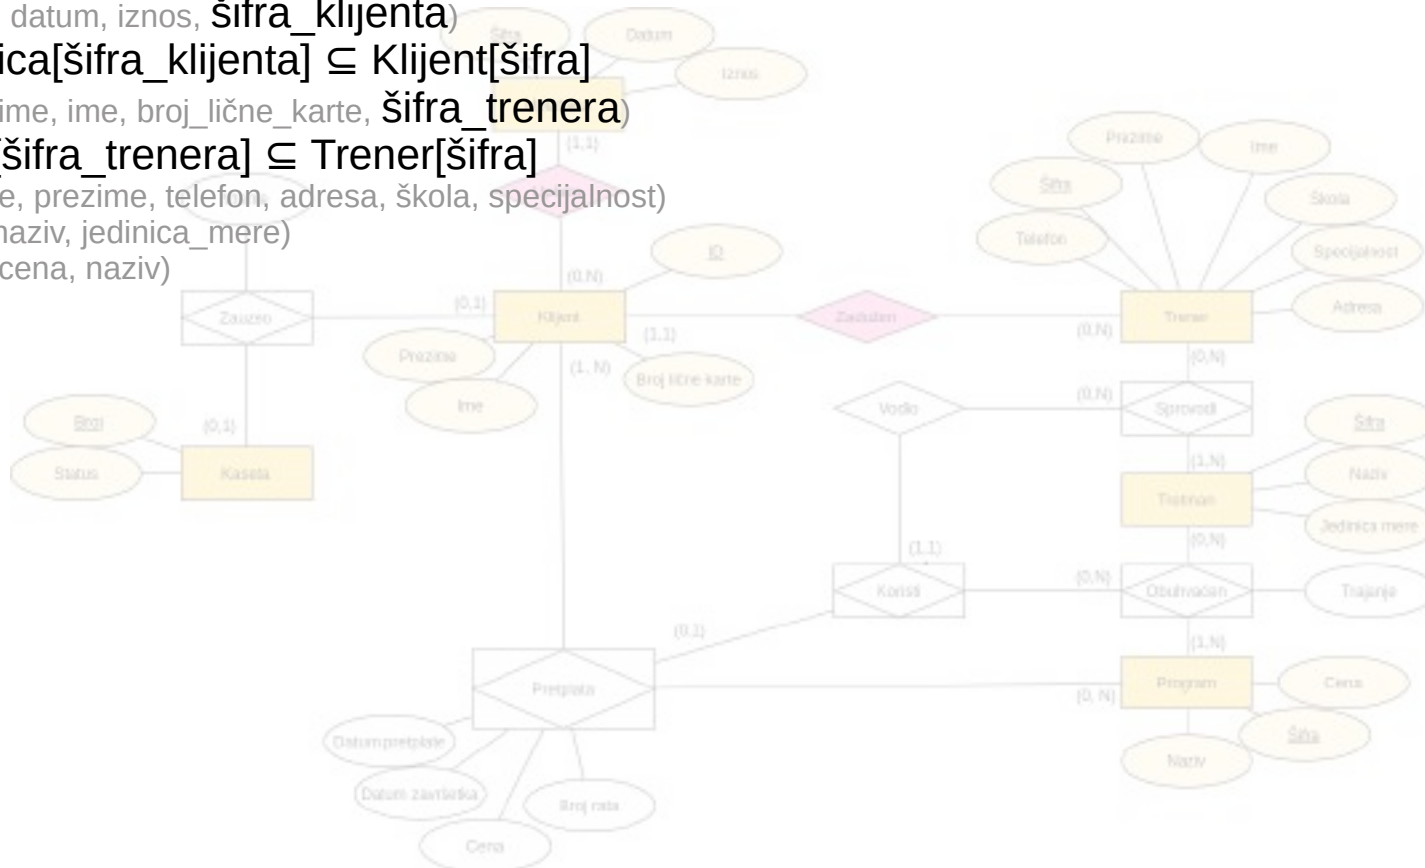 datum, iznos, šifra_klijenta)
ica[šifra_klijenta] ⊆ Klijent[šifra]
ime, ime, broj_lične_karte, šifra_trenera)
[šifra_trenera] ⊆ Trener[šifra]
e, prezime, telefon, adresa, škola, specijalnost)
naziv, jedinica_mere)
cena, naziv)
Šifra
Datum
Iznos
(1,1)
(0,N)
ID
Zauzeo
(0,1)
Klijent
(1,1)
(1, N)
Prezime
Ime
Broj lične karte
Zadužen
Prezime
Ime
Šifra
Škola
Telefon
Specijalnost
Adresa
Trener
(0,N)
(0,N)
Broj
Status
(0,1)
Kaseta
Vodio
(0,N)
Sprovodi
(1,N)
Šifra
Naziv
Tretman
Jedinica mere
(0,N)
(1,1)
Koristi
(0,N)
Obuhvaćen
Trajanje
(0,1)
(1,N)
Pretplata
(0, N)
Program
Cena
Šifra
Naziv
Datum pretplate
Datum završetka
Broj rata
Cena